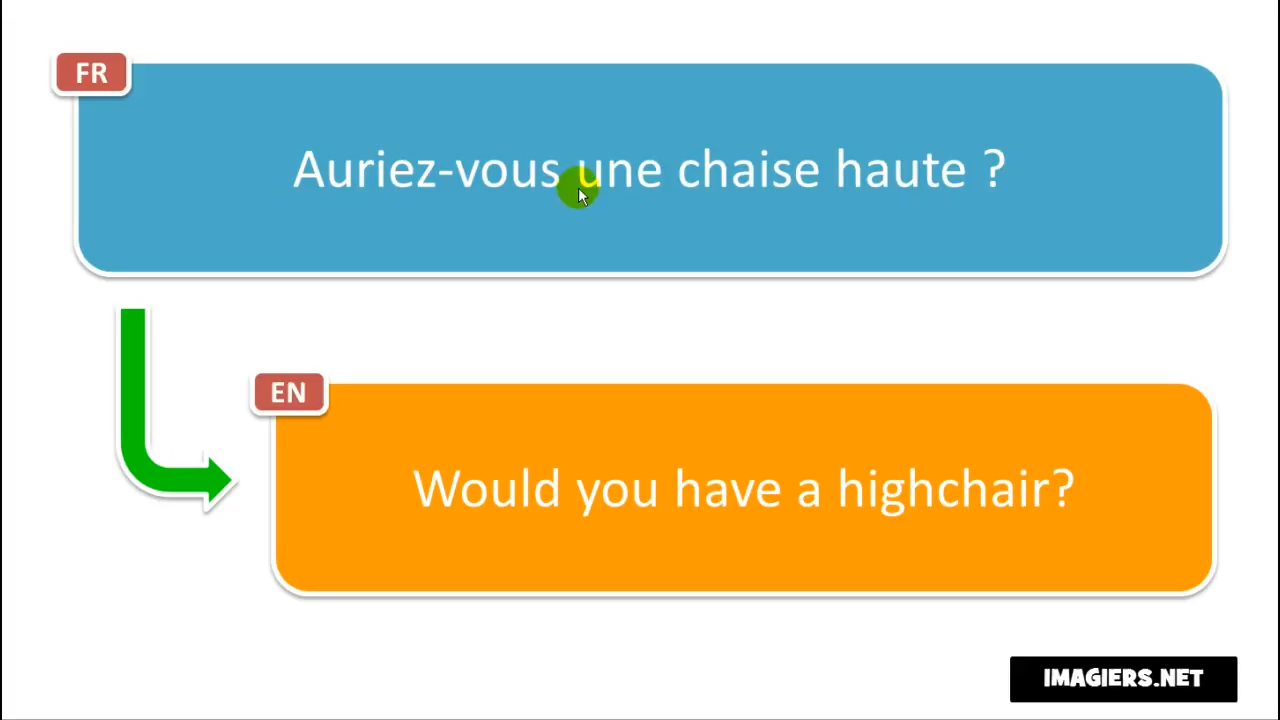 FR
Auriez-vous une chaise haute ?
EN
Would you have a highchair?
IMAGIERS.NET